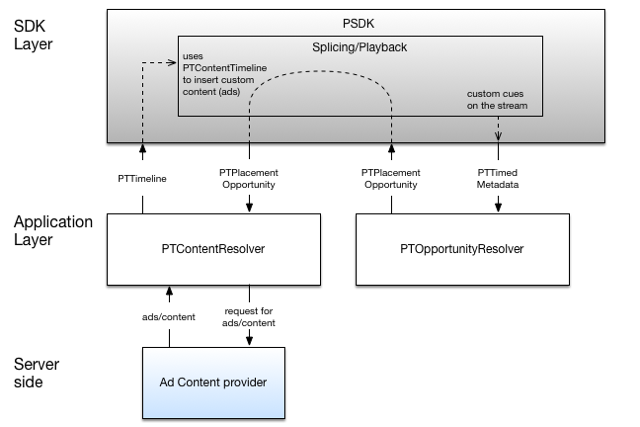 SDK
Layer
PSDK
Splicing/Playback
uses
PTContentTimeline
to insert custom
content (ads)
custom cues
on the stream
PTTimeline
PTPlacement
Opportunity
PTPlacement
Opportunity
PTTimed
Metadata
Application
Layer
PTContentResolver
PTOpportunityResolver
ads/content
request for
ads/content
Server
side
Ad Content provider